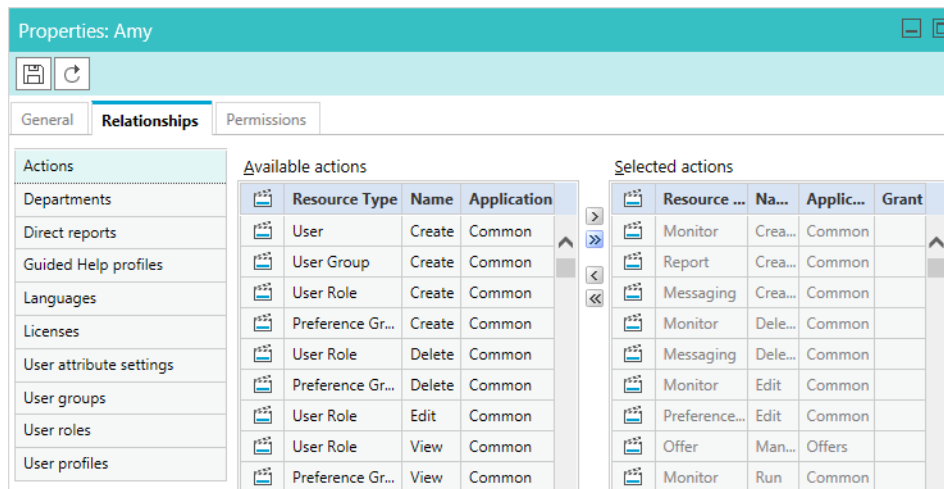 Properties: Amy
General Relationships Permissions
Actions
Departments
Direct reports
Guided Help profiles
Languages
Licenses
User attribute settings
User groups
User roles
User profiles
Available actions
Resource Type Name Application
User Create Common
User Group Create Common
User Role Create Common
Preference Gr... Create Common
User Role Delete Common
Preference Gr... Delete Common
User Role Edit Common
User Role View Common
Preference Gr... View Common
Selected actions
Resource ... Na... Applic... Grant
Monitor Crea... Common
Report Crea... Common
Messaging Crea... Common
Monitor Dele... Common
Messaging Dele... Common
Monitor Edit Common
Preference... Edit Common
Offer Man... Offers
Monitor Run Common